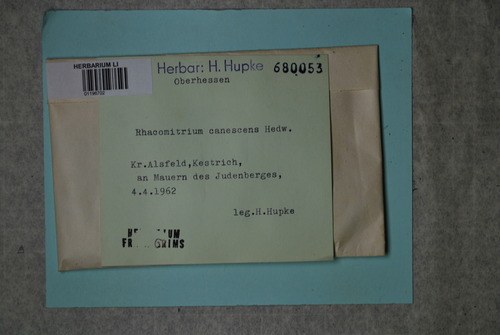 HERBARIUM LI
Herbar: H. Hupke 680053
Oberhessen
Rhacomitrium canescens Hedw.
Kr.Alsfeld,Kestrich,
an Mauern des Judenberges,
4.4.1962
leg.H.Hupke